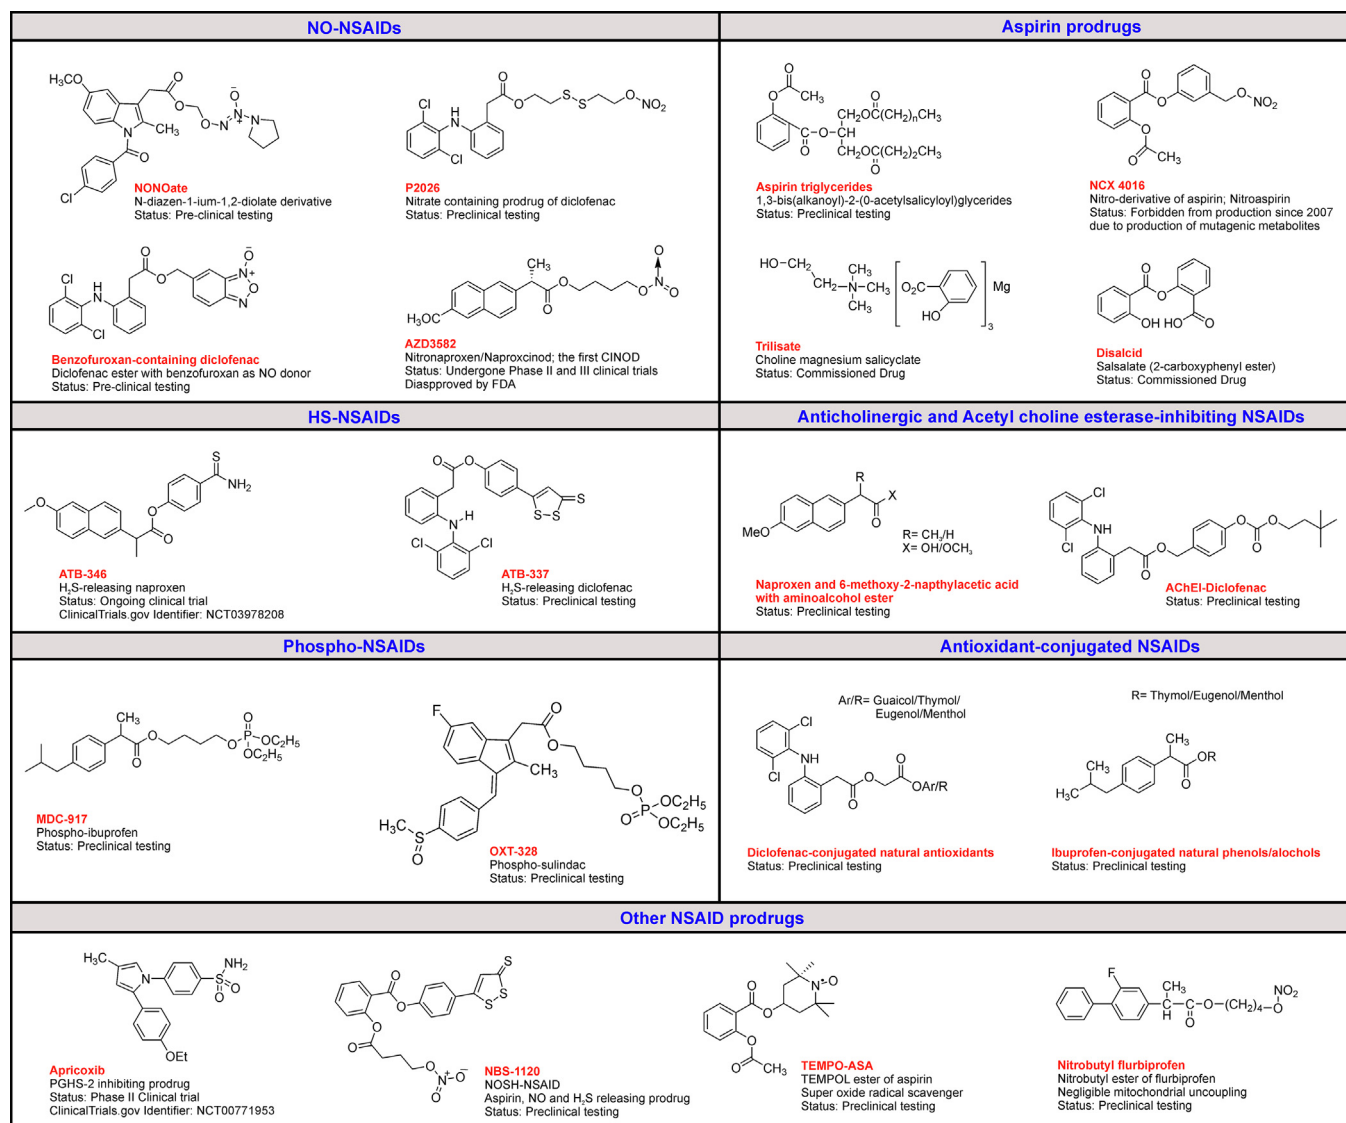 NO-NSAIDs
NONOate
N-diazen-1-ium-1,2-diolate derivative
Status: Pre-clinical testing
P2026
Nitrate containing prodrug of diclofenac
Status: Preclinical testing
Benzofuroxan-containing diclofenac
Diclofenac ester with benzofuroxan as NO donor
Status: Pre-clinical testing
AZD3582
Nitronaproxen/Naproxcinod; the first CINOD
Status: Undergone Phase II and III clinical trials
Diaspproved by FDA
Aspirin prodrugs
Aspirin triglycerides
1,3-bis(alkanoyl)-2-(0-acetylsalicyloyl)glycerides
Status: Preclinical testing
NCX 4016
Nitro-derivative of aspirin; Nitroaspirin
Status: Forbidden from production since 2007
due to production of mutagenic metabolites
Trilisate
Choline magnesium salicyclate
Status: Commissioned Drug
Disalcid
Salsalate (2-carboxyphenyl ester)
Status: Commissioned Drug
HS-NSAIDs
ATB-346
H₂S-releasing naproxen
Status: Ongoing clinical trial
ClinicalTrials.gov Identifier: NCT03978208
ATB-337
H₂S-releasing diclofenac
Status: Preclinical testing
Anticholinergic and Acetyl choline esterase-inhibiting NSAIDs
R= CH₃/H
X= OH/OCH₃
Naproxen and 6-methoxy-2-napthylacetic acid
with aminoalcohol ester
Status: Preclinical testing
AChEI-Diclofenac
Status: Preclinical testing
Phospho-NSAIDs
MDC-917
Phospho-ibuprofen
Status: Preclinical testing
OXT-328
Phospho-sulindac
Status: Preclinical testing
Antioxidant-conjugated NSAIDs
Ar/R= Guaicol/Thymol/
Eugenol/Menthol
Diclofenac-conjugated natural antioxidants
Status: Preclinical testing
R= Thymol/Eugenol/Menthol
Ibuprofen-conjugated natural phenols/alochols
Status: Preclinical testing
Other NSAID prodrugs
Apricoxib
PGHS-2 inhibiting prodrug
Status: Phase II Clinical trial
ClinicalTrials.gov Identifier: NCT00771953
NBS-1120
NOSH-NSAID
Aspirin, NO and H₂S releasing prodrug
Status: Preclinical testing
TEMPO-ASA
TEMPOL ester of aspirin
Super oxide radical scavenger
Status: Preclinical testing
Nitrobutyl flurbiprofen
Nitrobutyl ester of flurbiprofen
Negligible mitochondrial uncoupling
Status: Preclinical testing